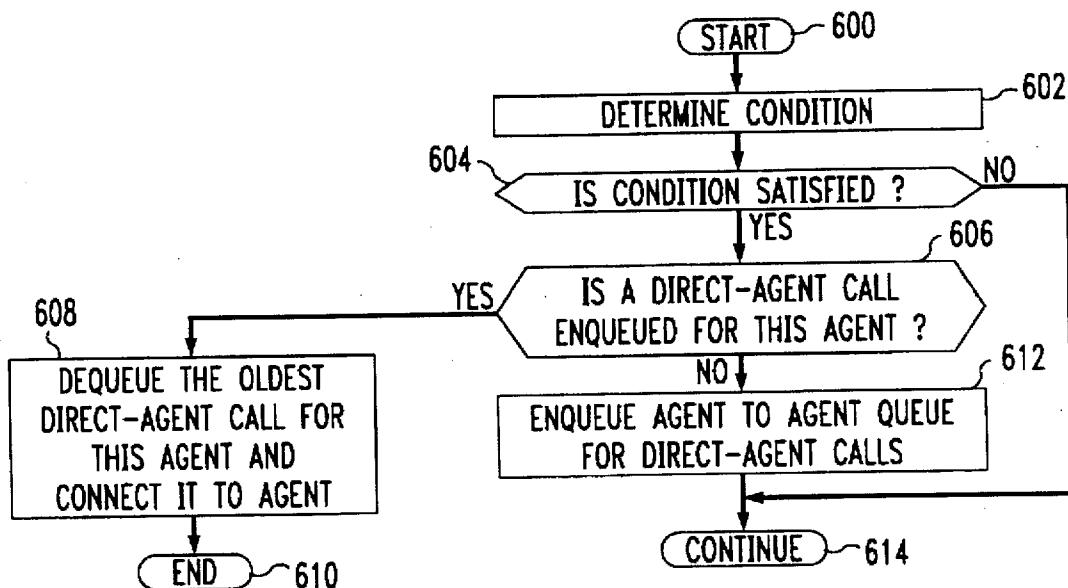 START
600
DETERMINE CONDITION
602
604
IS CONDITION SATISFIED ?
NO
YES
606
IS A DIRECT-AGENT CALL
ENQUEUED FOR THIS AGENT ?
YES
608
DEQUEUE THE OLDEST
DIRECT-AGENT CALL FOR
THIS AGENT AND
CONNECT IT TO AGENT
NO
612
ENQUEUE AGENT TO AGENT QUEUE
FOR DIRECT-AGENT CALLS
END
610
CONTINUE
614